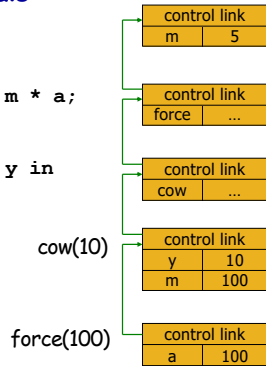 control link
m 5
m * a;
control link
force ...
y in
control link
cow ...
cow(10)
control link
y 10
m 100
force(100)
control link
a 100